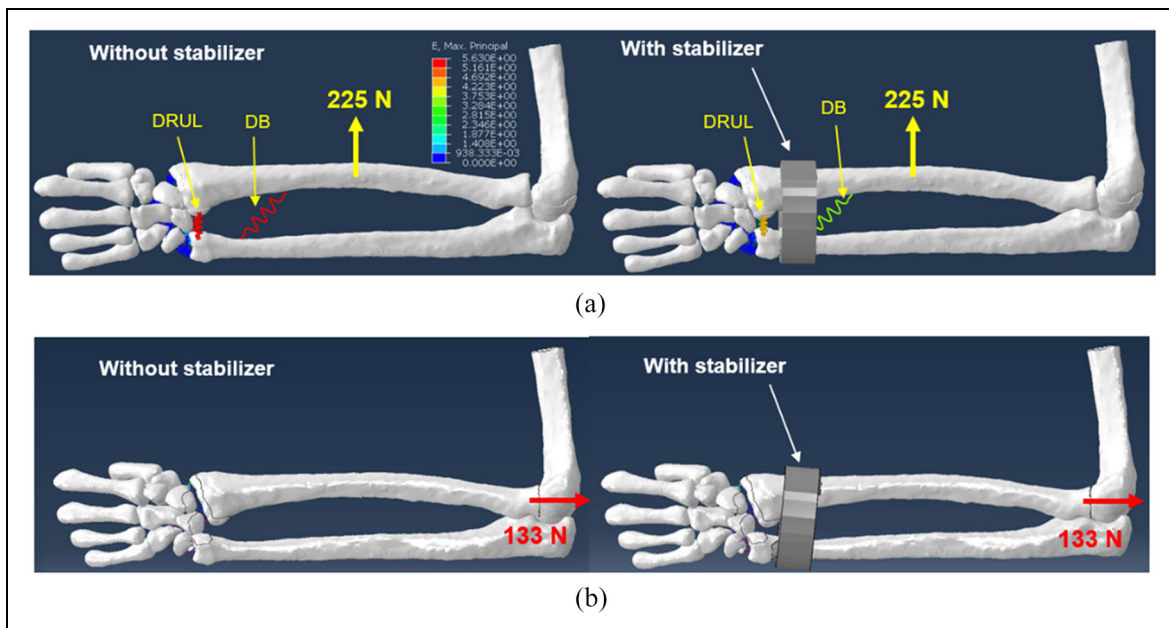 Without stabilizer
E, Max. Principal
5.630E+00
5.161E+00
4.692E+00
4.223E+00
3.753E+00
3.284E+00
2.815E+00
2.346E+00
1.877E+00
1.408E+00
938.333E-03
0.000E+00
225 N
DRUL
DB
With stabilizer
225 N
DRUL
DB
(a)
Without stabilizer
133 N
With stabilizer
133 N
(b)